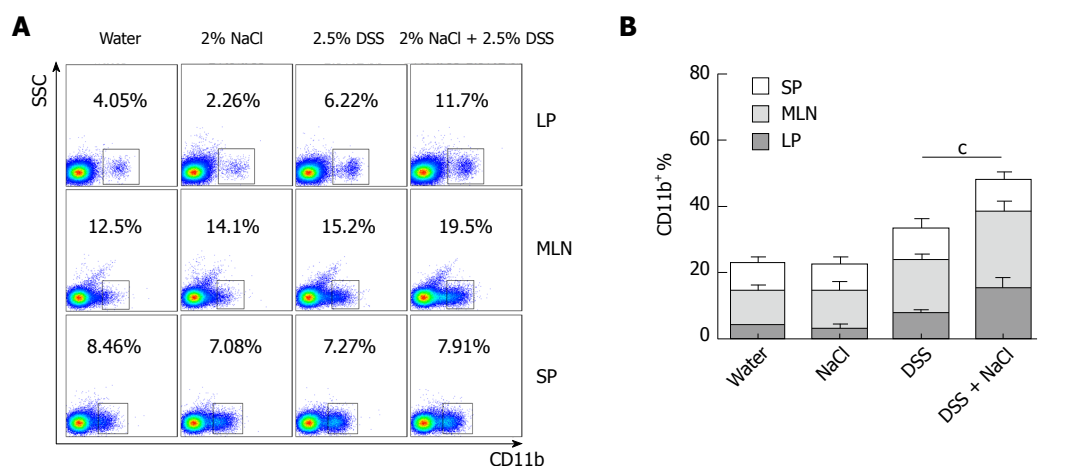 A
Water 2% NaCl 2.5% DSS 2% NaCl + 2.5% DSS
SSC
4.05% 2.26% 6.22% 11.7% LP
12.5% 14.1% 15.2% 19.5% MLN
8.46% 7.08% 7.27% 7.91% SP
CD11b
B
80
60
40
20
0
CD11b+ %
SP
MLN
LP
c
Water
NaCl
DSS
DSS + NaCl